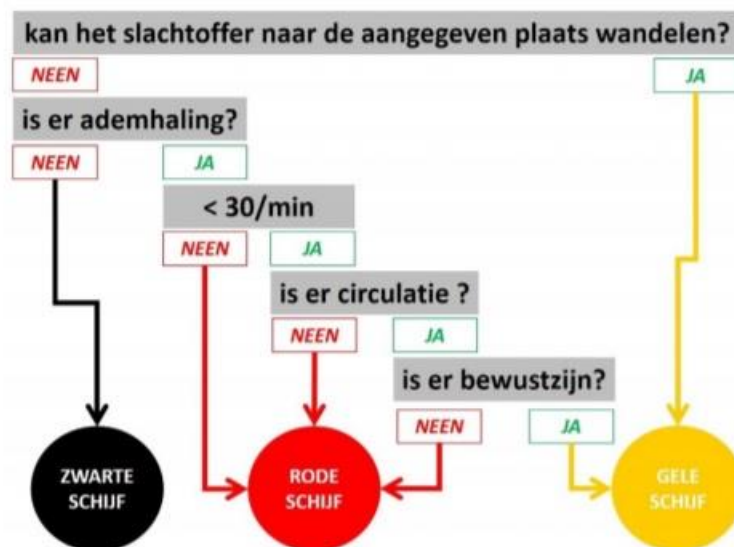 kan het slachtoffer naar de aangegeven plaats wandelen?
NEEN
JA
is er ademhaling?
NEEN
JA
< 30/min
NEEN
JA
is er circulatie ?
NEEN
JA
is er bewustzijn?
NEEN
JA
ZWARTE
SCHIJF
RODE
SCHIJF
GELE
SCHIJF